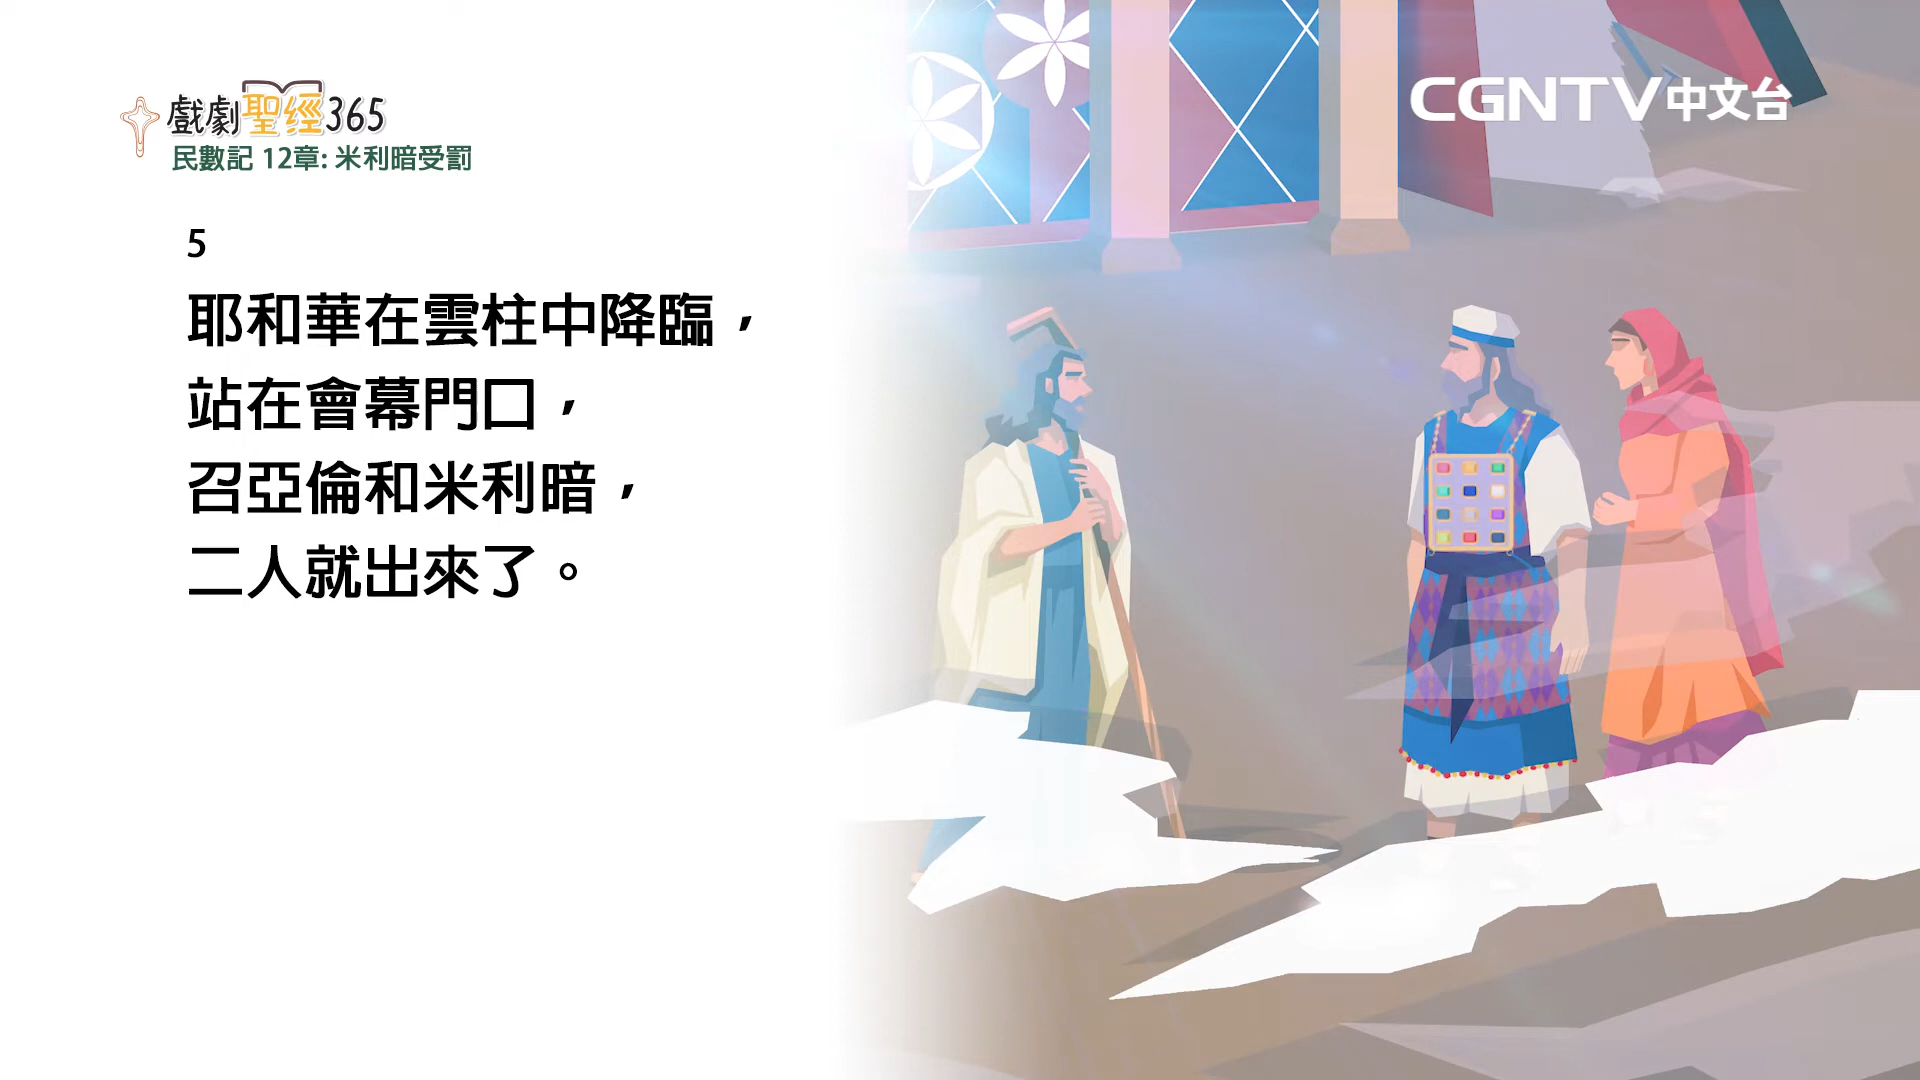 戲劇聖經365
民數記 12章: 米利暗受罰
CGNTV中文台
5
耶和華在雲柱中降臨，
站在會幕門口，
召亞倫和米利暗，
二人就出來了。